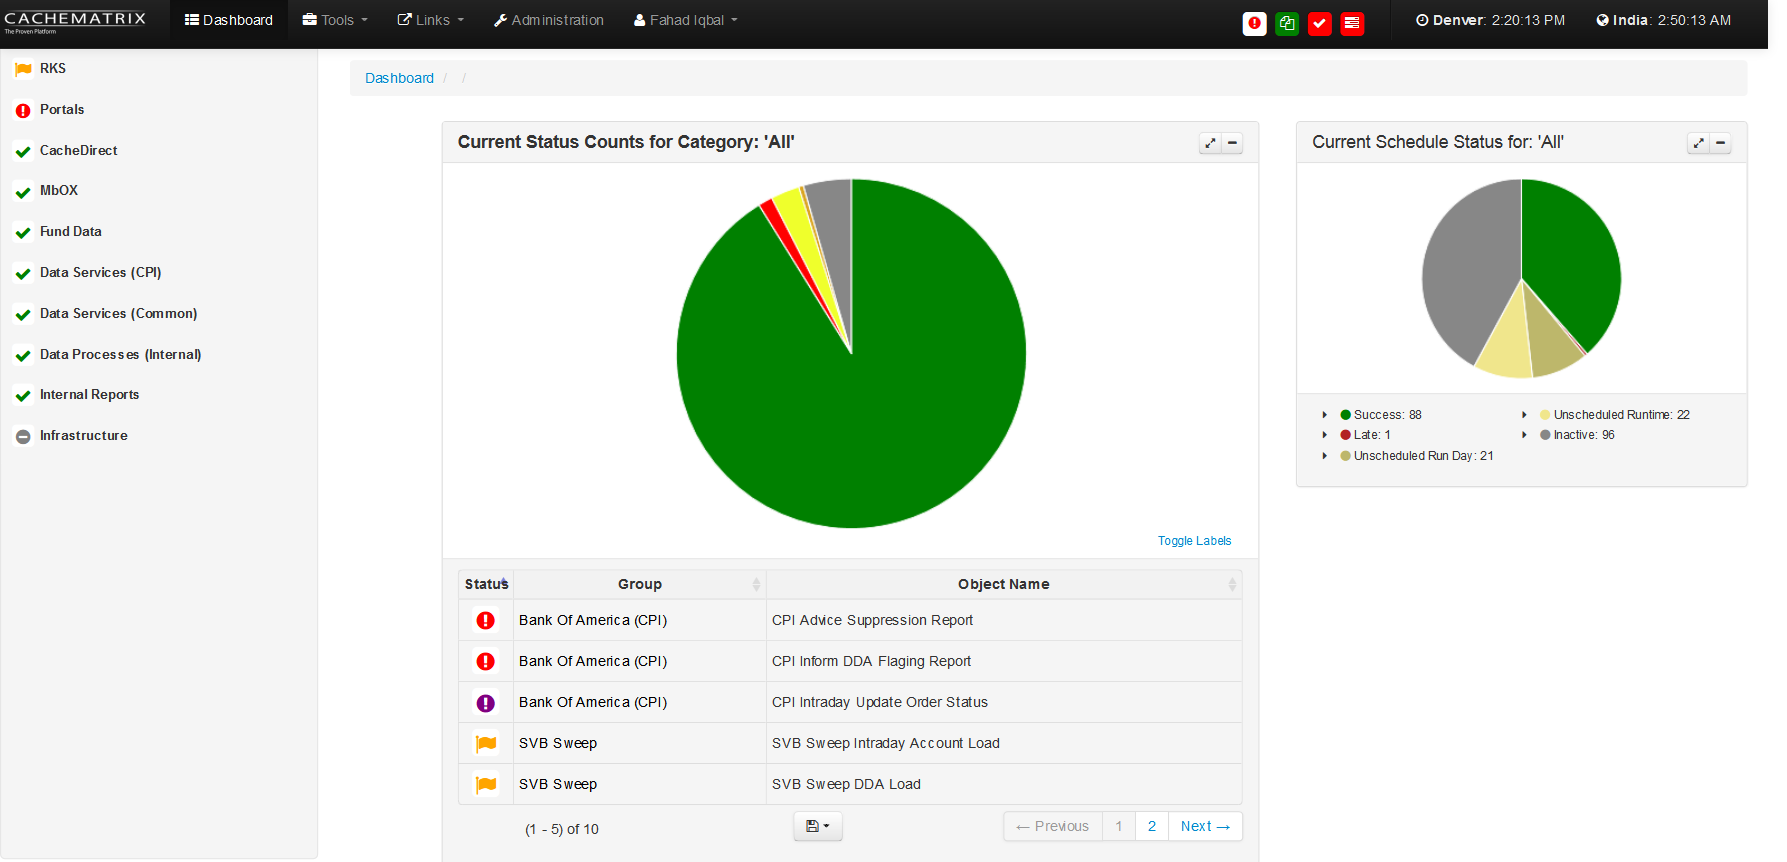 CACHEMATRIX
The Proven Platform
Dashboard
Tools
Links
Administration
Fahad Iqbal
Denver: 2:20:13 PM
India: 2:50:13 AM
RKS
Portals
CacheDirect
MbOX
Fund Data
Data Services (CPI)
Data Services (Common)
Data Processes (Internal)
Internal Reports
Infrastructure
Dashboard / /
Current Status Counts for Category: 'All'
Toggle Labels
Status Group Object Name
Bank Of America (CPI) CPI Advice Suppression Report
Bank Of America (CPI) CPI Inform DDA Flaging Report
Bank Of America (CPI) CPI Intraday Update Order Status
SVB Sweep SVB Sweep Intraday Account Load
SVB Sweep SVB Sweep DDA Load
(1 - 5) of 10
← Previous 1 2 Next →
Current Schedule Status for: 'All'
Success: 88
Late: 1
Unscheduled Run Day: 21
Unscheduled Runtime: 22
Inactive: 96